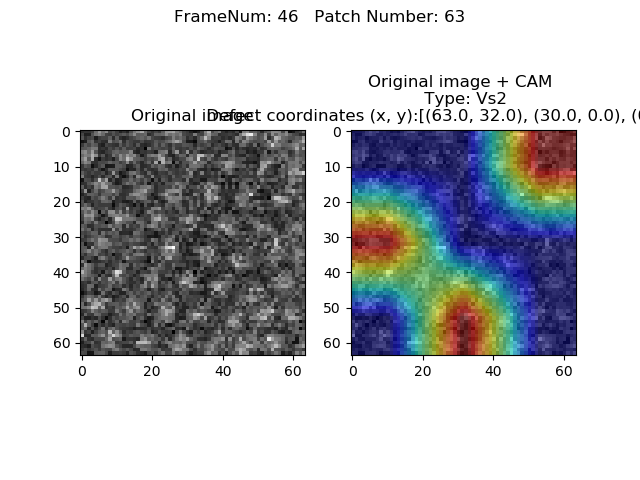 FrameNum: 46   Patch Number: 63
Original image + CAM
Type: Vs2
Original image
Defect coordinates (x, y):[(63.0, 32.0), (30.0, 0.0), (
0
10
20
30
40
50
60
0 20 40 60
0
10
20
30
40
50
60
0 20 40 60